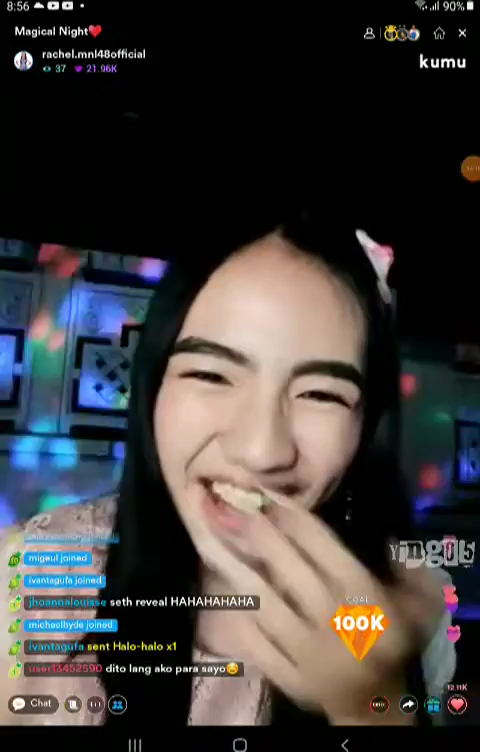 8:56
90%
Magical Night❤️
rachel.mnl48official
37 21.96K
kumu
migeul joined
ivantagufa joined
jhoannalouisse seth reveal HAHAHAHAHA
michaelhyde joined
ivantagufa sent Halo-halo x1
user13452590 dito lang ako para sayo
Yingu5
GOAL
100K
12.11K
Chat